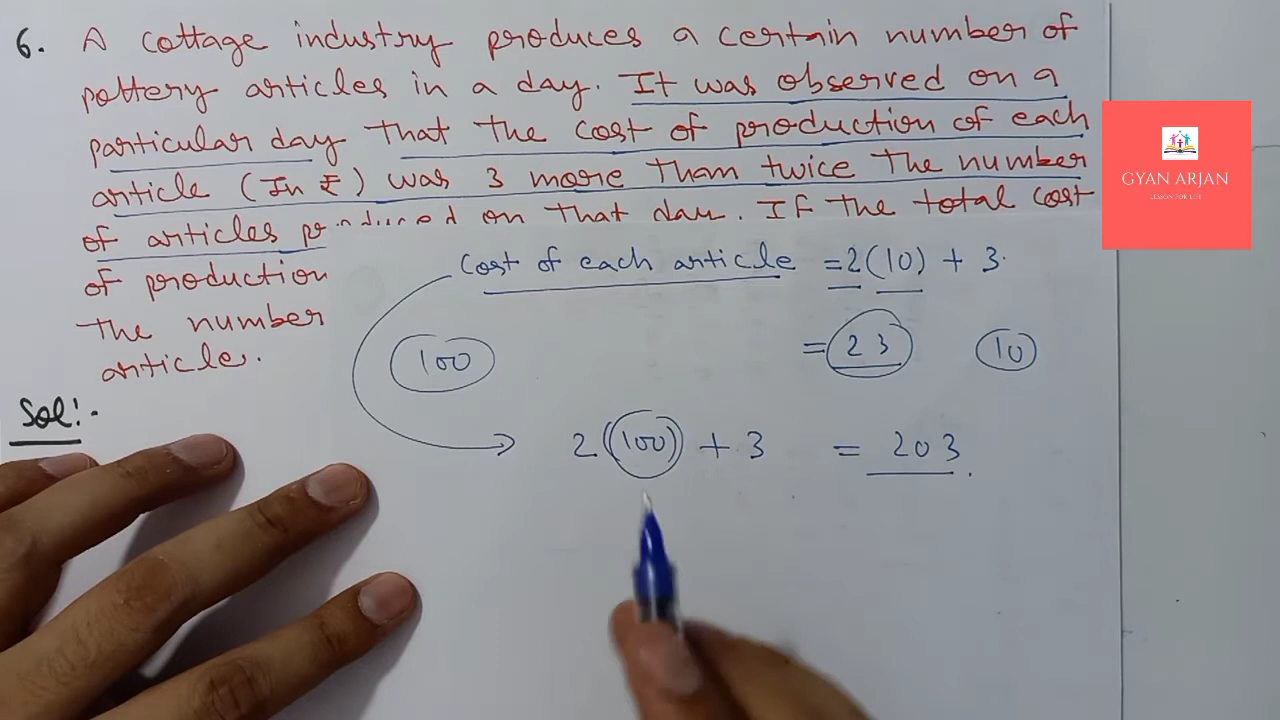 6. A cottage industry produces a certain number of
pottery articles in a day. It was observed on a
particular day that the cost of production of each
article (In ₹) was 3 more than twice the number
of articles produced on that day. If the total cost
of production
the number
article.
Cost of each article = 2(10) + 3.
= 23 10
100
Sol!-
2(100) + 3 = 203.
GYAN ARJAN
LESSON FOR LIFE